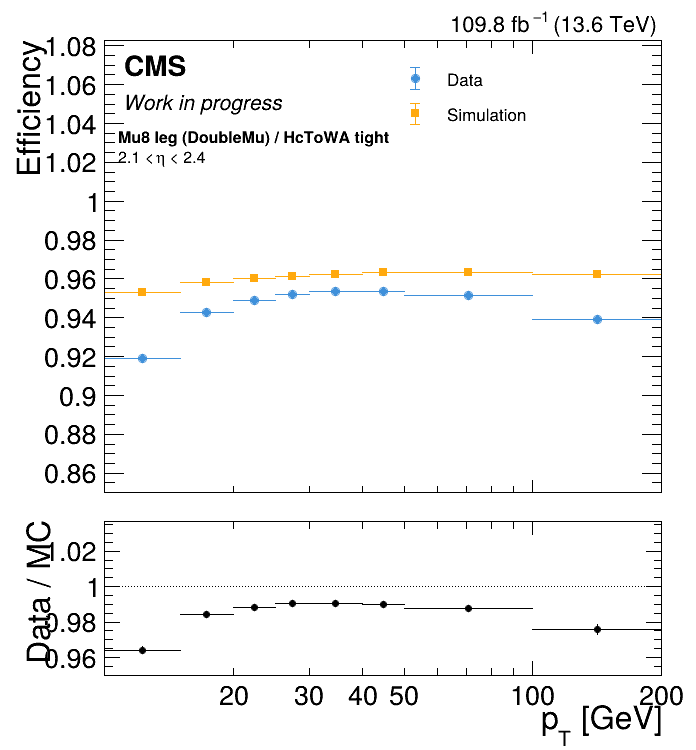 109.8 fb⁻¹ (13.6 TeV)
Efficiency
1.08
1.06
1.04
1.02
1
0.98
0.96
0.94
0.92
0.9
0.88
0.86
CMS
Work in progress
Mu8 leg (DoubleMu) / HcToWA tight
2.1 < η < 2.4
Data
Simulation
Data / MC
1.02
1
0.98
0.96
20 30 40 50 100 200
p_T [GeV]